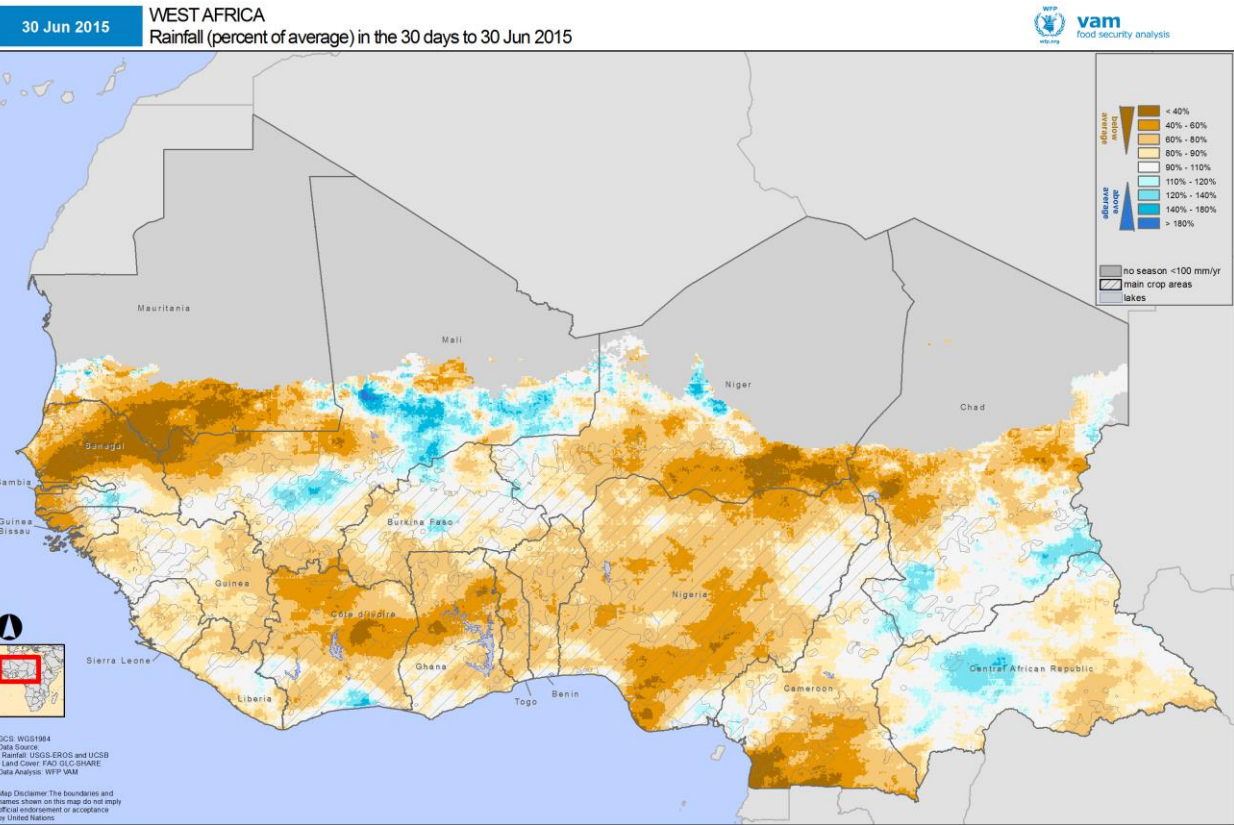 30 Jun 2015
WEST AFRICA
Rainfall (percent of average) in the 30 days to 30 Jun 2015
WFP
wfp.org
vam
food security analysis
below
average
above
average
< 40%
40% - 60%
60% - 80%
80% - 90%
90% - 110%
110% - 120%
120% - 140%
140% - 180%
> 180%
no season <100 mm/yr
main crop areas
lakes
Mauritania
Mali
Niger
Chad
Senegal
Gambia
Guinea
Bissau
Burkina Faso
Guinea
Nigeria
Côte d'Ivoire
Sierra Leone
Ghana
Central African Republic
Liberia
Cameroon
Benin
Togo
GCS: WGS1984
Data Source:
Rainfall: USGS-EROS and UCSB
Land Cover: FAO GLC-SHARE
Data Analysis: WFP VAM
Map Disclaimer:The boundaries and
names shown on this map do not imply
official endorsement or acceptance
by United Nations